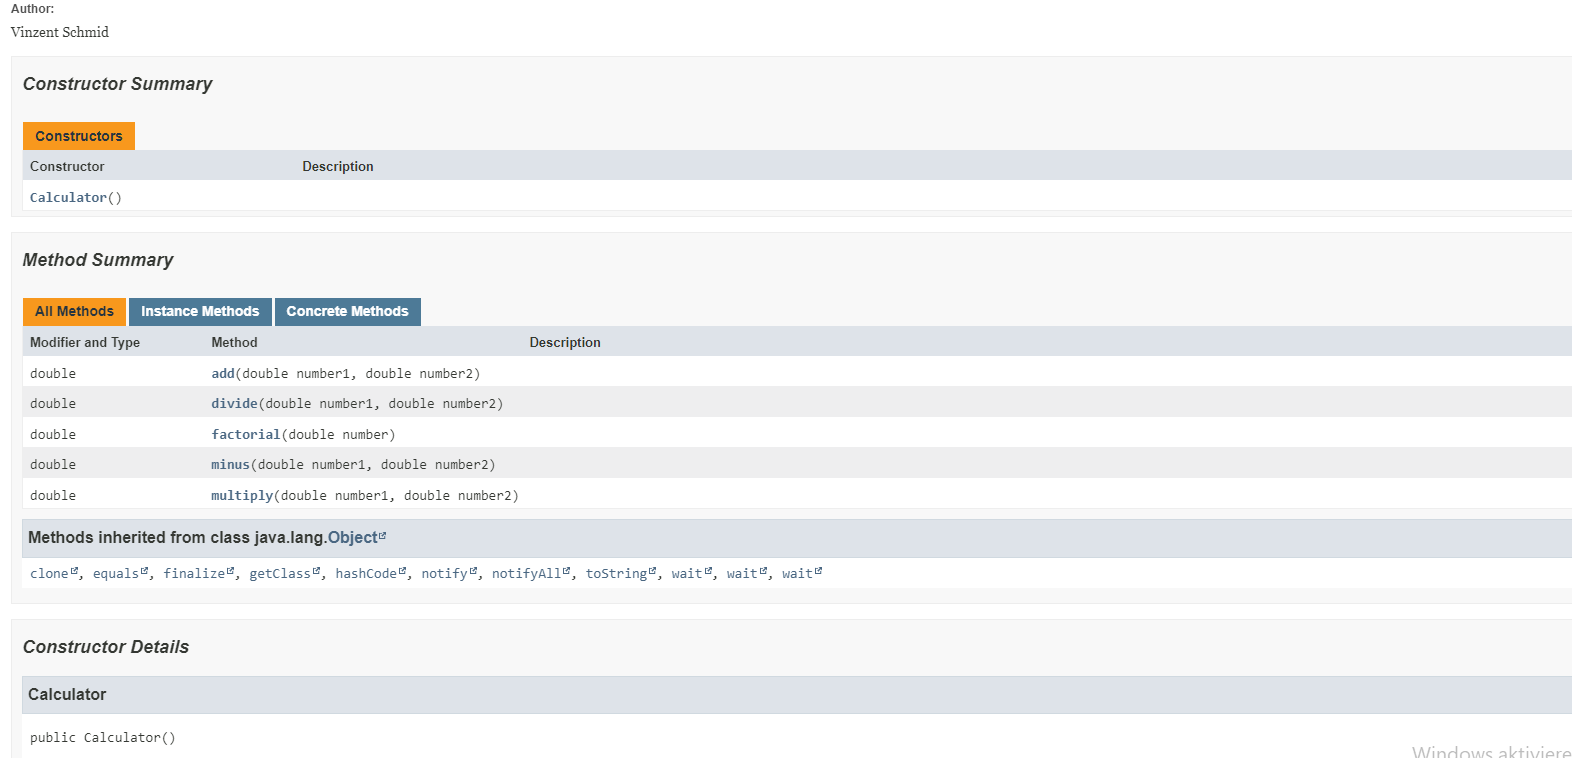 Author:
Vinzent Schmid
Constructor Summary
Constructors
Constructor Description
Calculator()
Method Summary
All Methods Instance Methods Concrete Methods
Modifier and Type Method Description
double add(double number1, double number2)
double divide(double number1, double number2)
double factorial(double number)
double minus(double number1, double number2)
double multiply(double number1, double number2)
Methods inherited from class java.lang.Object
clone, equals, finalize, getClass, hashCode, notify, notifyAll, toString, wait, wait, wait
Constructor Details
Calculator
public Calculator()
Windows aktiviere